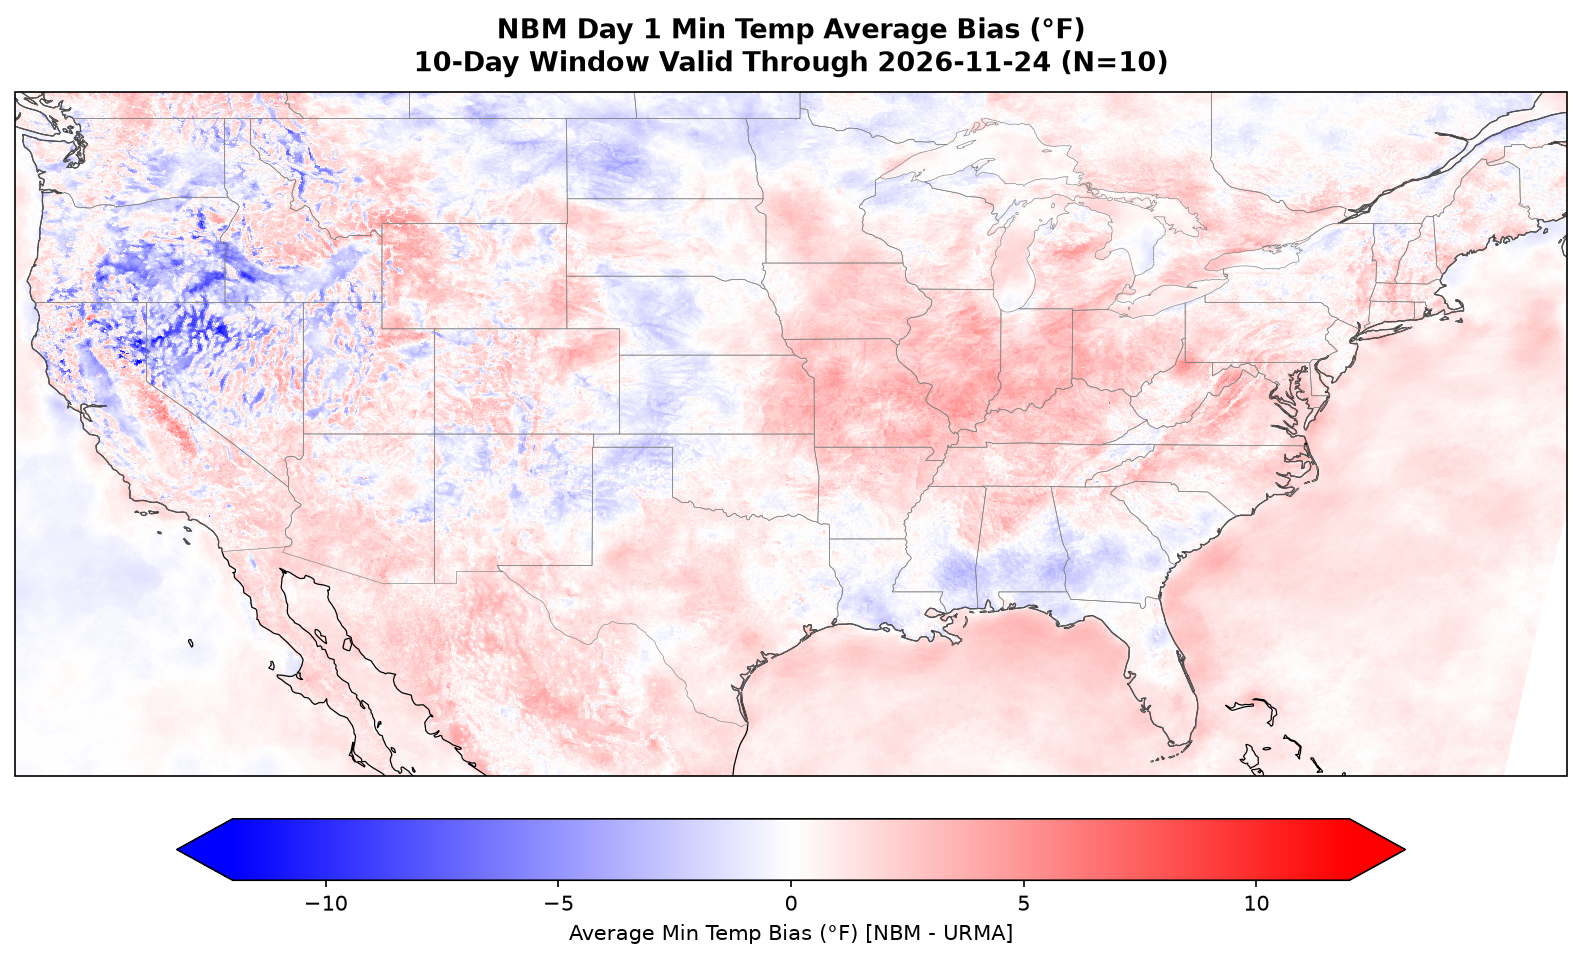 NBM Day 1 Min Temp Average Bias (°F)
10-Day Window Valid Through 2026-11-24 (N=10)
−10 −5 0 5 10
Average Min Temp Bias (°F) [NBM - URMA]